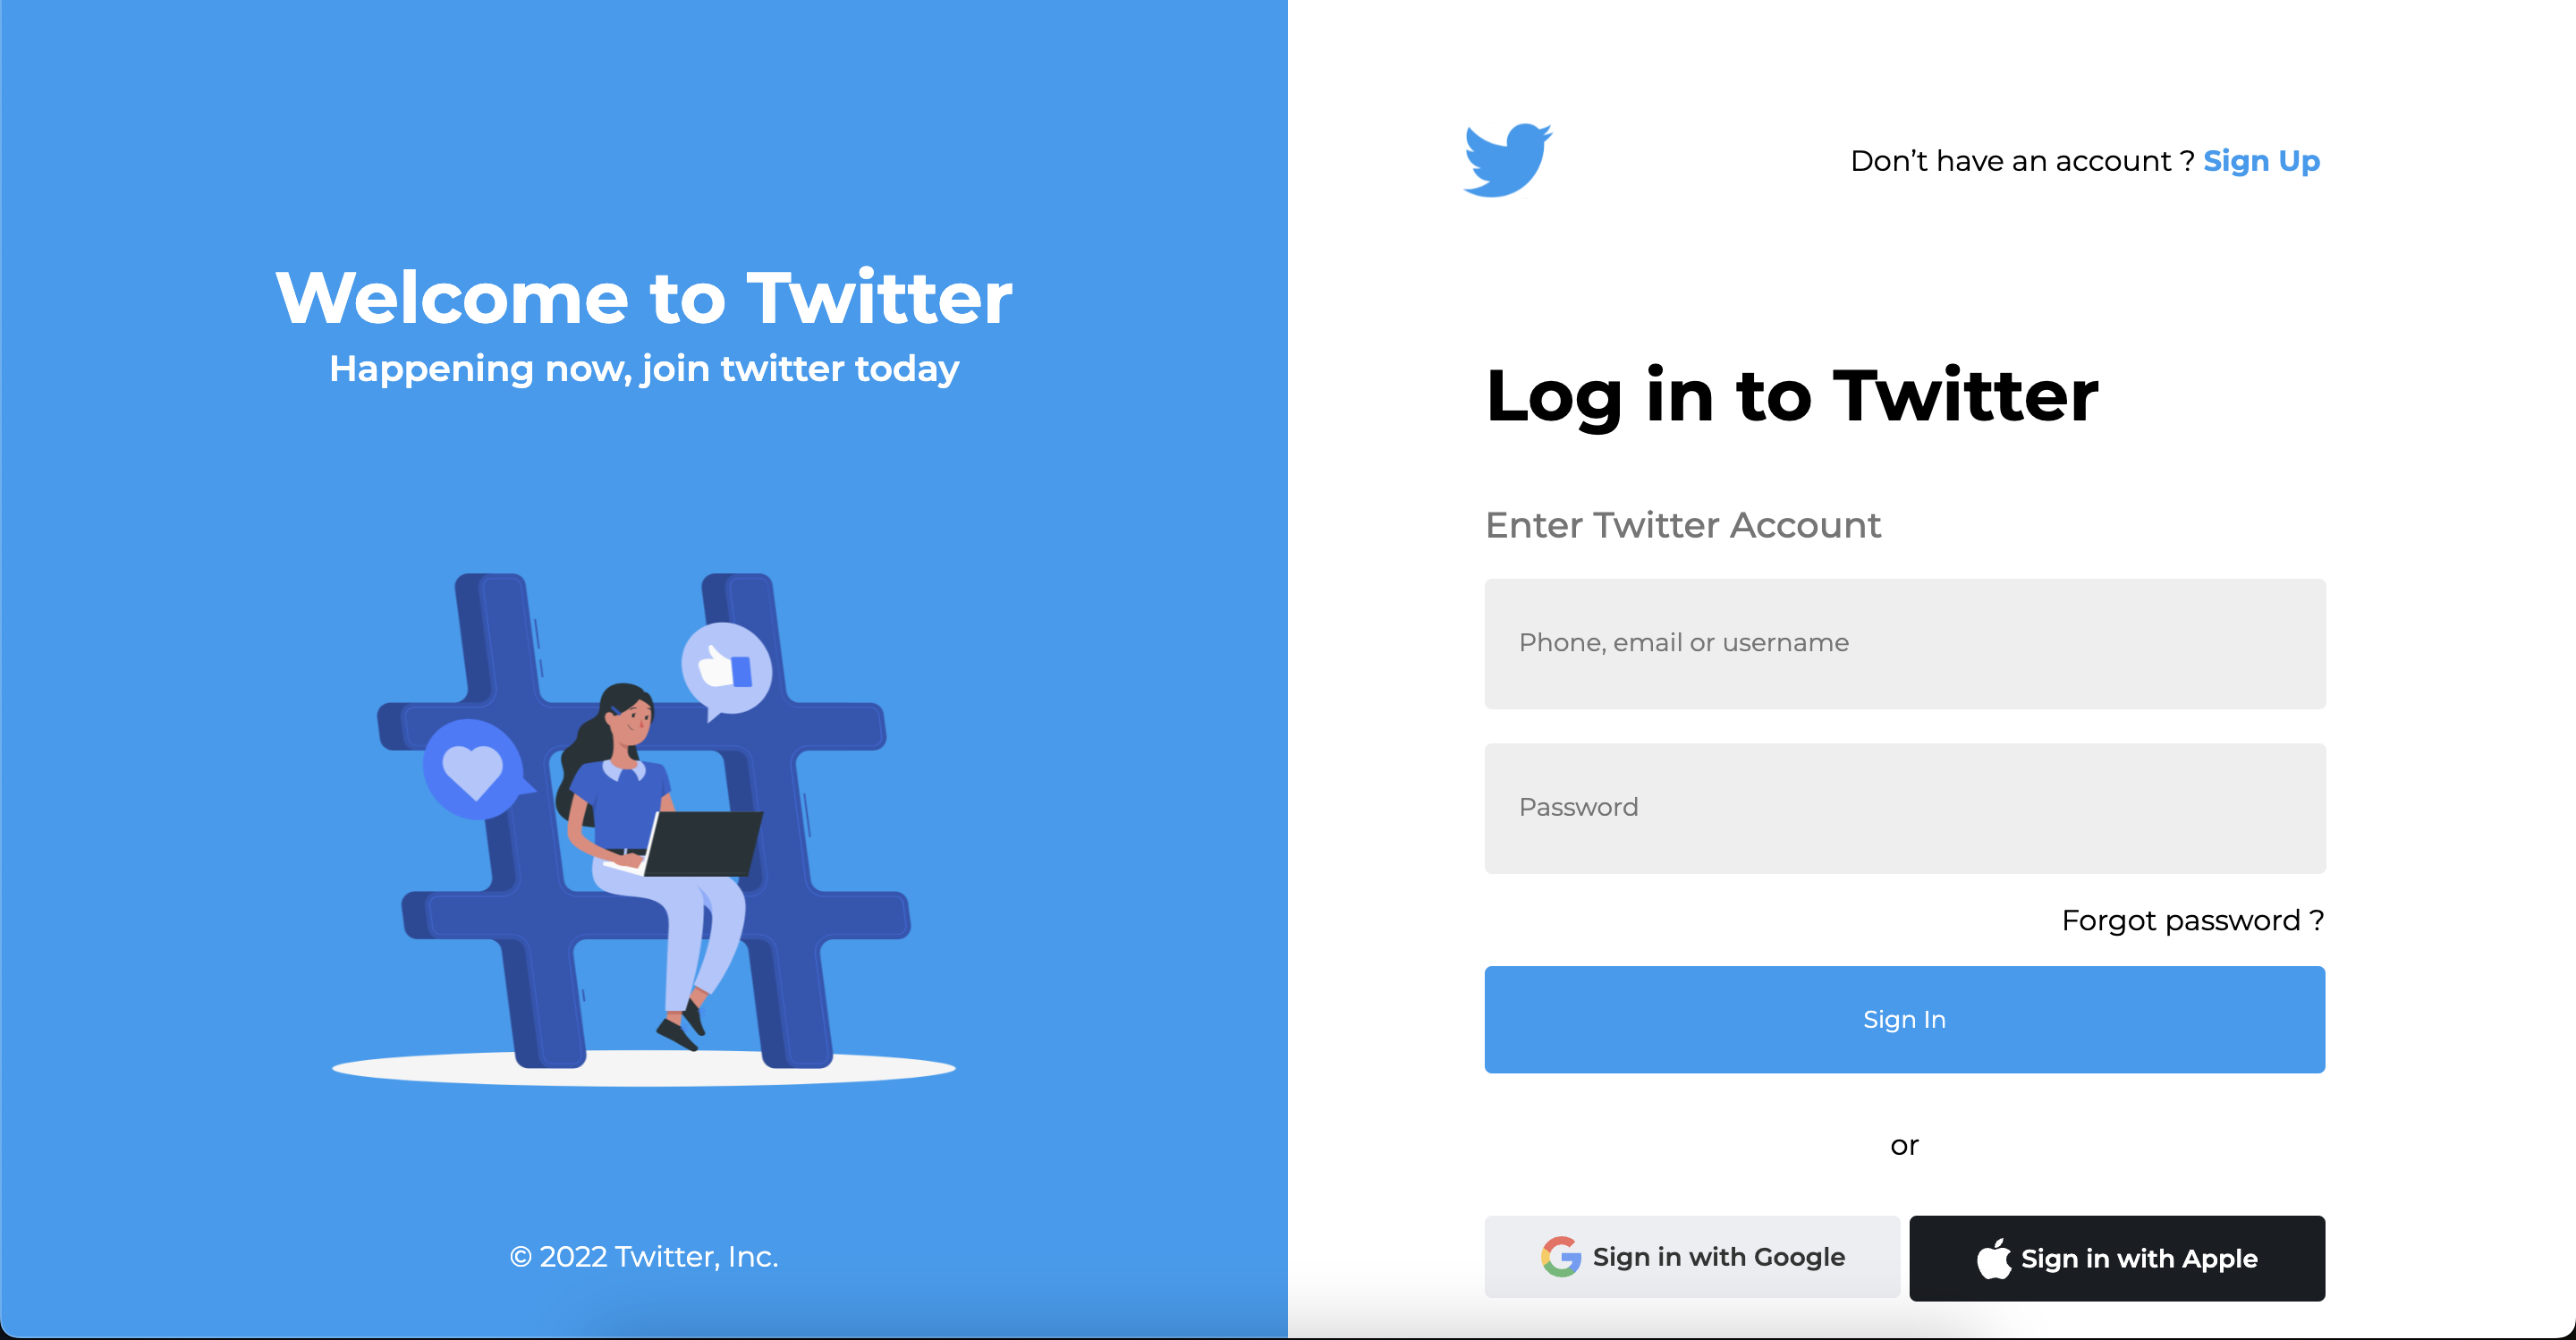 Welcome to Twitter
Happening now, join twitter today
© 2022 Twitter, Inc.
Don’t have an account ? Sign Up
Log in to Twitter
Enter Twitter Account
Phone, email or username
Password
Forgot password ?
Sign In
or
Sign in with Google
Sign in with Apple